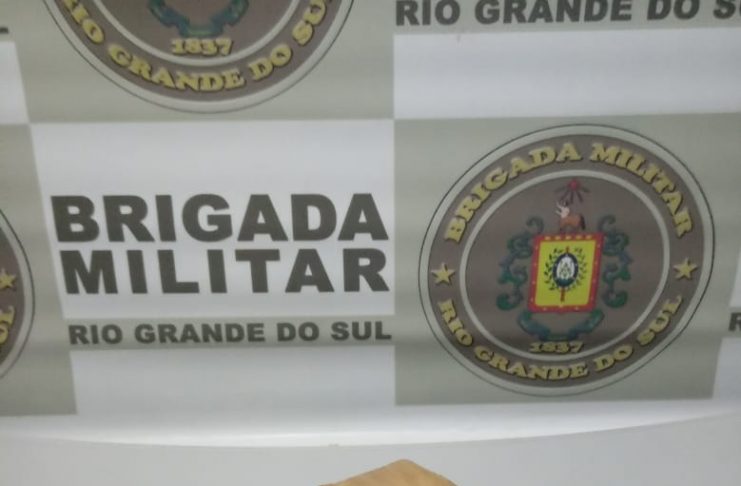 RIO GRANDE DO S
1837
RIO GRANDE DO SU
BRIGADA
MILITAR
RIO GRANDE DO SUL
BRIGADA MILITAR
1837
RIO GRANDE DO SUL
SUL
R